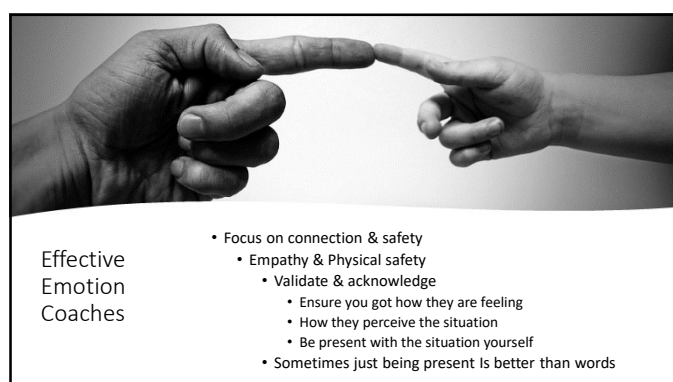 Effective
Emotion
Coaches
• Focus on connection & safety
• Empathy & Physical safety
• Validate & acknowledge
• Ensure you got how they are feeling
• How they perceive the situation
• Be present with the situation yourself
• Sometimes just being present Is better than words